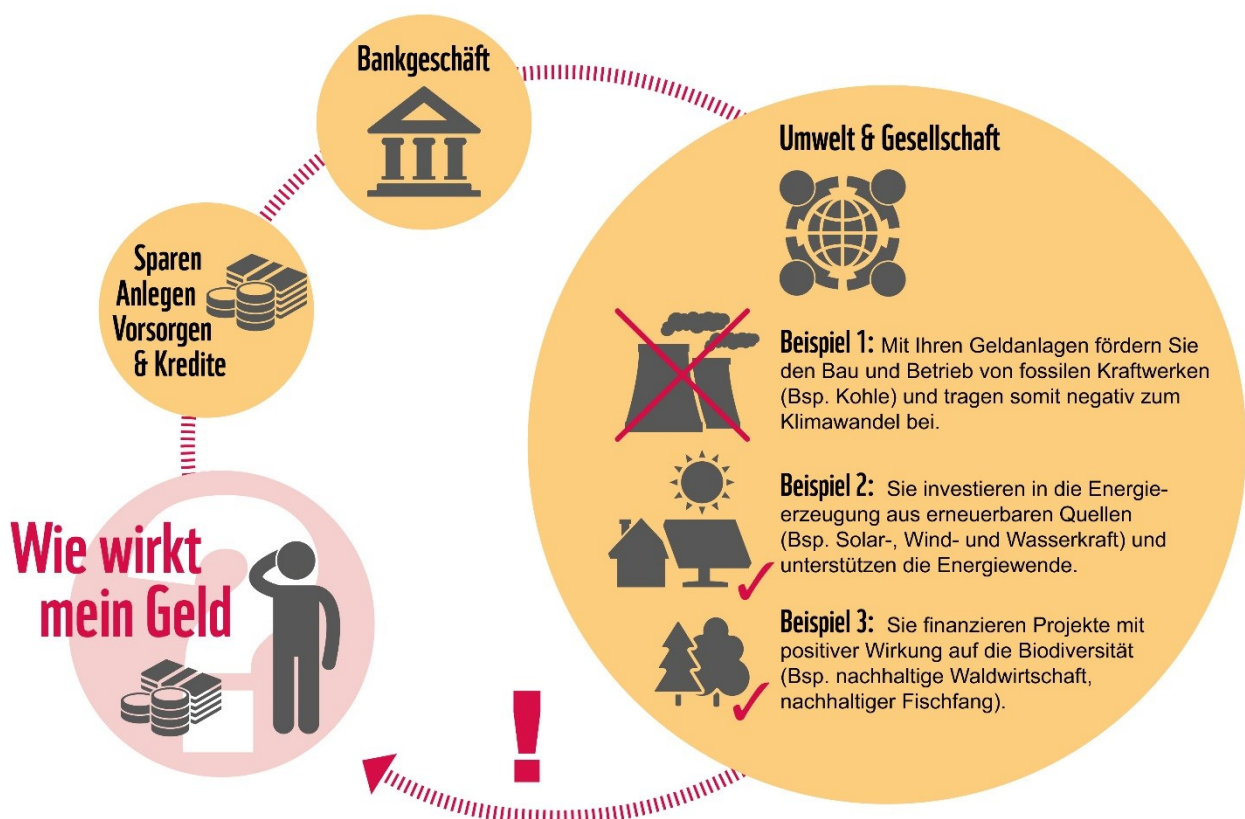 Bankgeschäft
Sparen
Anlegen
Vorsorgen
& Kredite
Wie wirkt
mein Geld
?
!
Umwelt & Gesellschaft
Beispiel 1: Mit Ihren Geldanlagen fördern Sie
den Bau und Betrieb von fossilen Kraftwerken
(Bsp. Kohle) und tragen somit negativ zum
Klimawandel bei.
Beispiel 2: Sie investieren in die Energie-
erzeugung aus erneuerbaren Quellen
(Bsp. Solar-, Wind- und Wasserkraft) und
unterstützen die Energiewende.
Beispiel 3: Sie finanzieren Projekte mit
positiver Wirkung auf die Biodiversität
(Bsp. nachhaltige Waldwirtschaft,
nachhaltiger Fischfang).